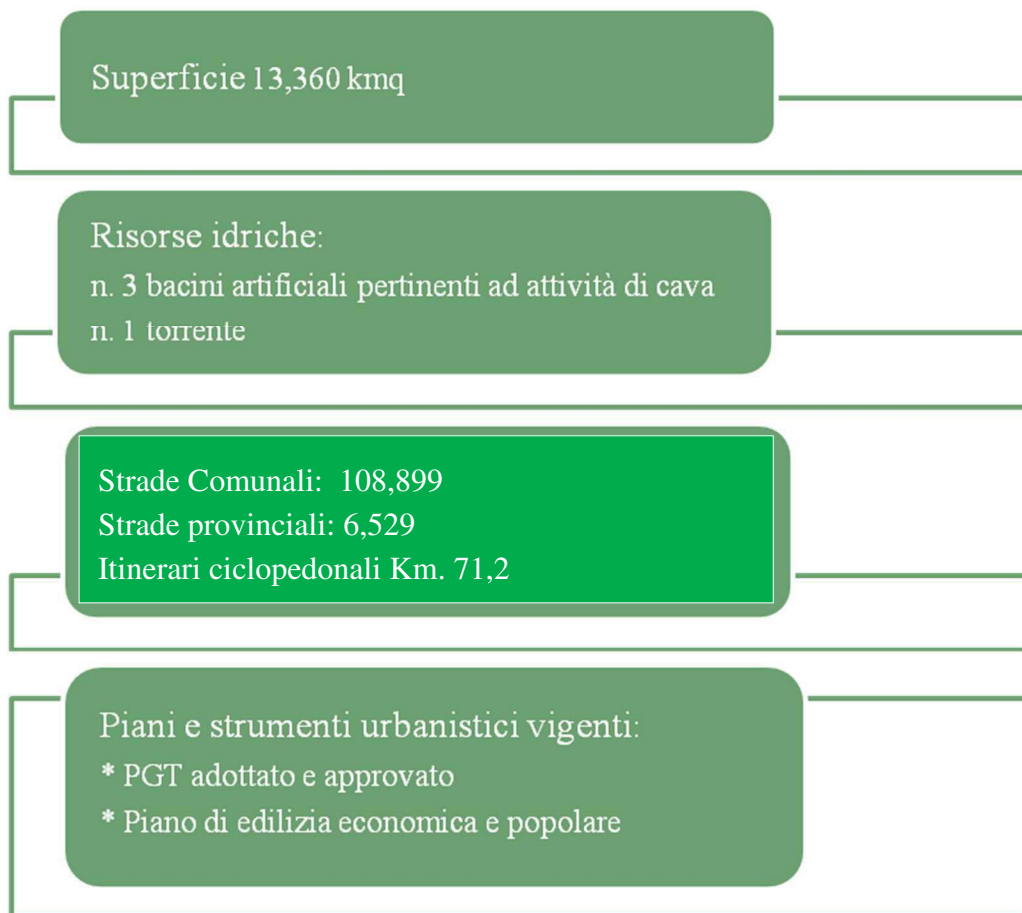 Superficie 13,360 kmq
Risorse idriche:
n. 3 bacini artificiali pertinenti ad attività di cava
n. 1 torrente
Strade Comunali:  108,899
Strade provinciali: 6,529
Itinerari ciclopedonali Km. 71,2
Piani e strumenti urbanistici vigenti:
* PGT adottato e approvato
* Piano di edilizia economica e popolare